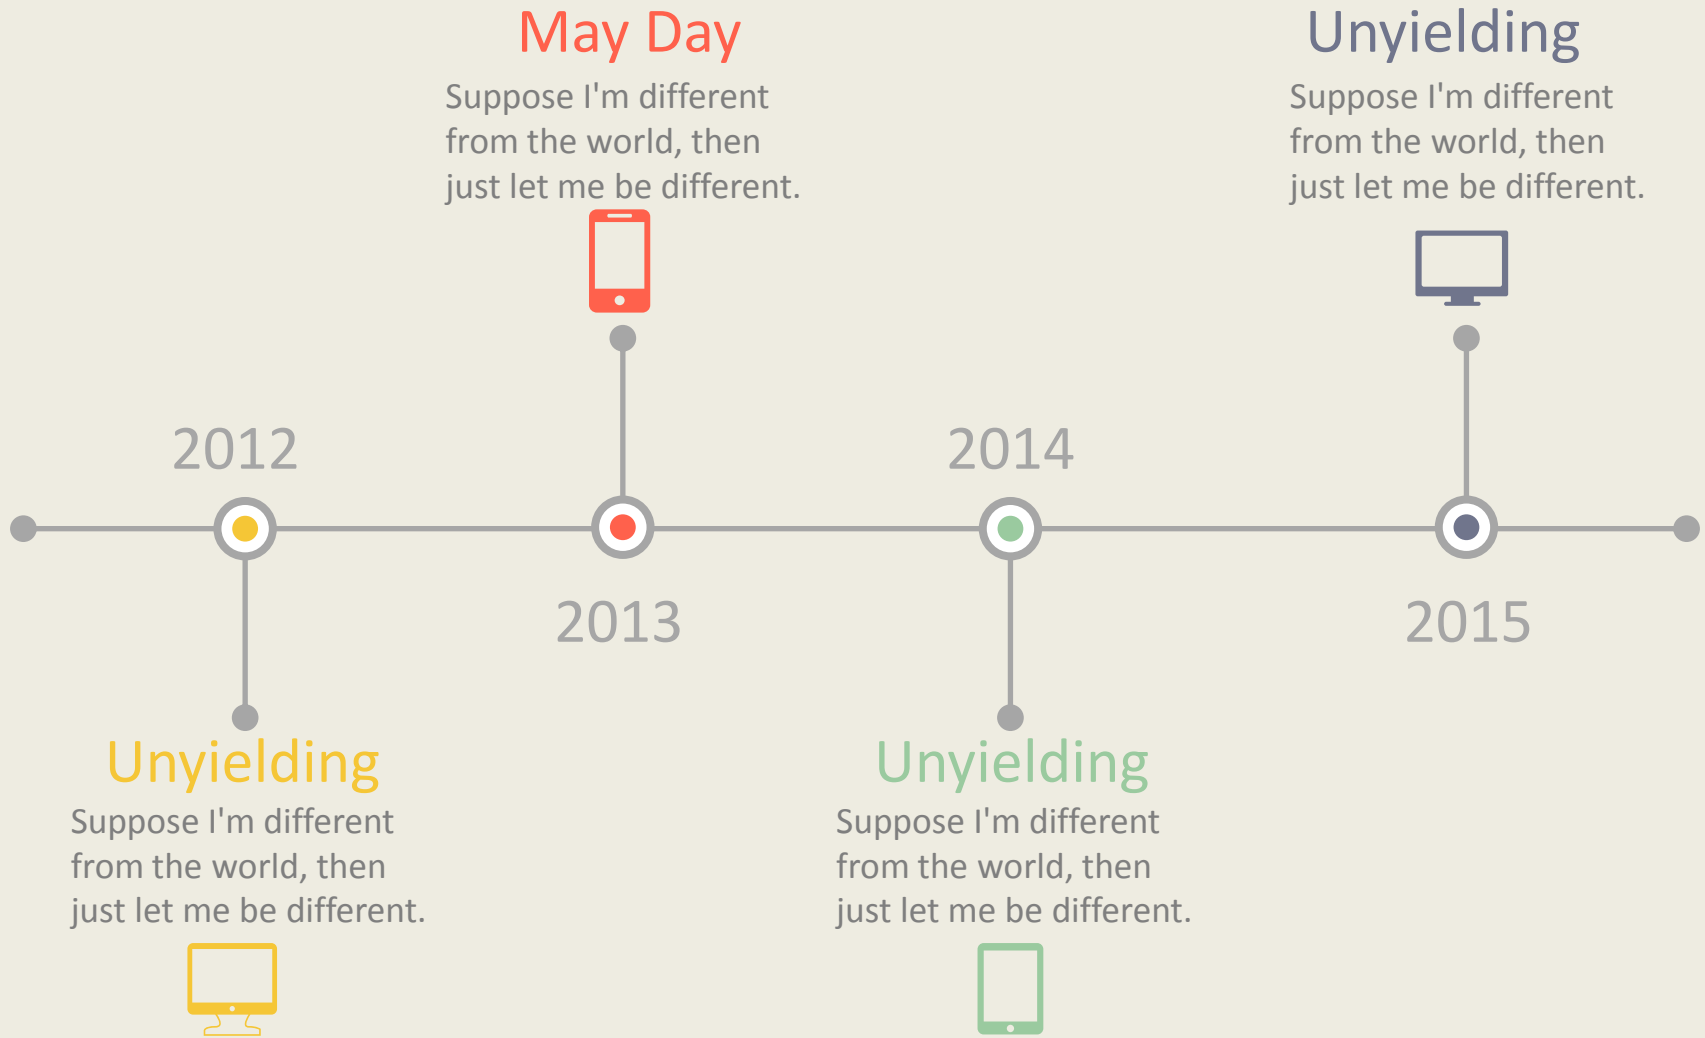 May Day
Suppose I'm different
from the world, then
just let me be different.
Unyielding
Suppose I'm different
from the world, then
just let me be different.
2012
2014
2013
2015
Unyielding
Suppose I'm different
from the world, then
just let me be different.
Unyielding
Suppose I'm different
from the world, then
just let me be different.